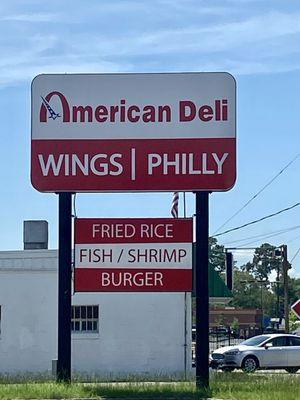 American Deli
WINGS | PHILLY
FRIED RICE
FISH / SHRIMP
BURGER